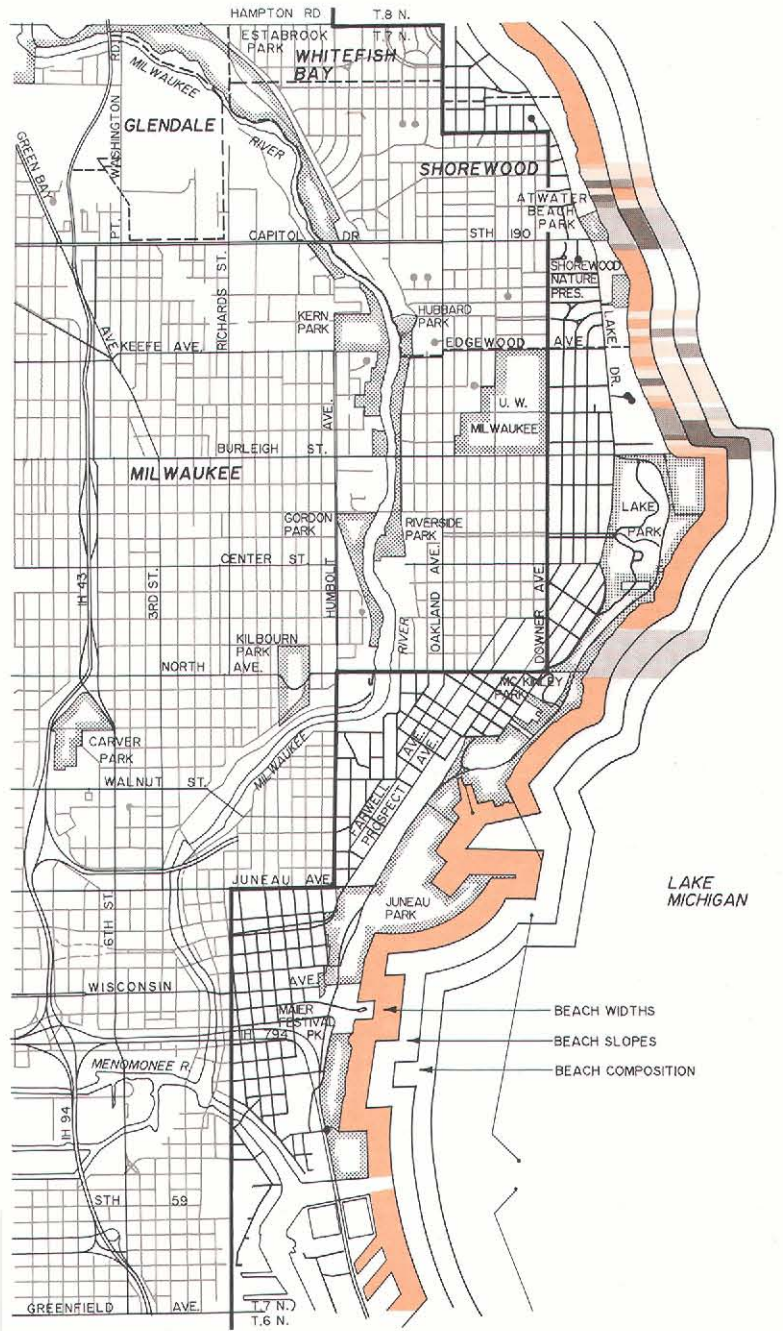 HAMPTON RD
T.8 N.
T.7 N.
ESTABROOK
PARK
WHITEFISH
BAY
MILWAUKEE
RIVER
PT. WASHINGTON RD.
GLENDALE
GREEN BAY
AVE.
SHOREWOOD
ATWATER
BEACH
PARK
CAPITOL DR
STH 190
RICHARDS ST.
SHOREWOOD
NATURE
PRES.
LAKE DR.
KERN
PARK
HUBBARD
PARK
KEEFE AVE.
EDGEWOOD AVE.
U. W.
MILWAUKEE
BURLEIGH ST.
MILWAUKEE
GORDON
PARK
RIVERSIDE
PARK
LAKE
PARK
CENTER ST.
IH 43
3RD ST.
HUMBOLT AVE.
OAKLAND AVE.
DOWNER AVE.
RIVER
KILBOURN
PARK
NORTH AVE.
MC KINLEY
PARK
CARVER
PARK
MILWAUKEE
WALNUT ST.
FARWELL AVE.
PROSPECT AVE.
JUNEAU AVE.
JUNEAU
PARK
LAKE
MICHIGAN
6TH ST.
WISCONSIN AVE.
MAIER
FESTIVAL
PK.
IH 794
BEACH WIDTHS
BEACH SLOPES
BEACH COMPOSITION
MENOMONEE R.
IH 94
STH 59
GREENFIELD AVE.
T.7 N.
T.6 N.